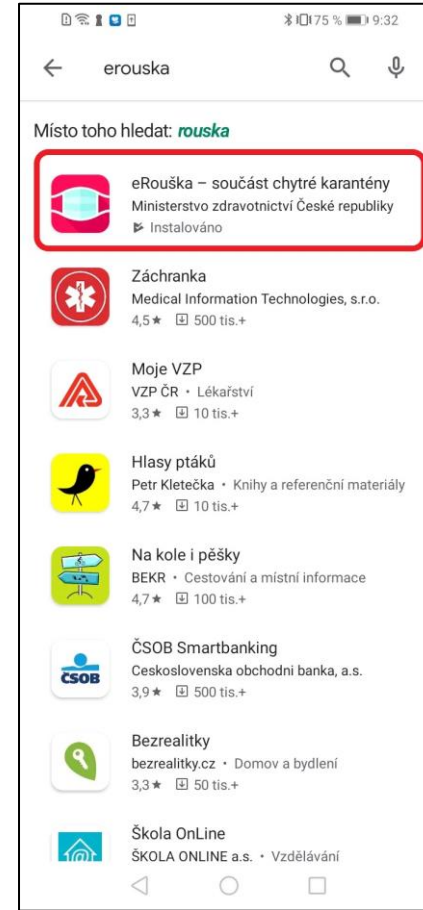 75 % 9:32
erouska
Místo toho hledat: rouska
eRouška – součást chytré karantény
Ministerstvo zdravotnictví České republiky
Instalováno
Záchranka
Medical Information Technologies, s.r.o.
4,5★ 500 tis.+
Moje VZP
VZP ČR • Lékařství
3,3★ 10 tis.+
Hlasy ptáků
Petr Kletečka • Knihy a referenční materiály
4,7★ 10 tis.+
Na kole i pěšky
BEKR • Cestování a místní informace
4,7★ 100 tis.+
ČSOB Smartbanking
Ceskoslovenska obchodni banka, a.s.
3,9★ 500 tis.+
ČSOB
Bezrealitky
bezrealitky.cz • Domov a bydlení
3,3★ 50 tis.+
Škola OnLine
ŠKOLA ONLINE a.s. • Vzdělávání